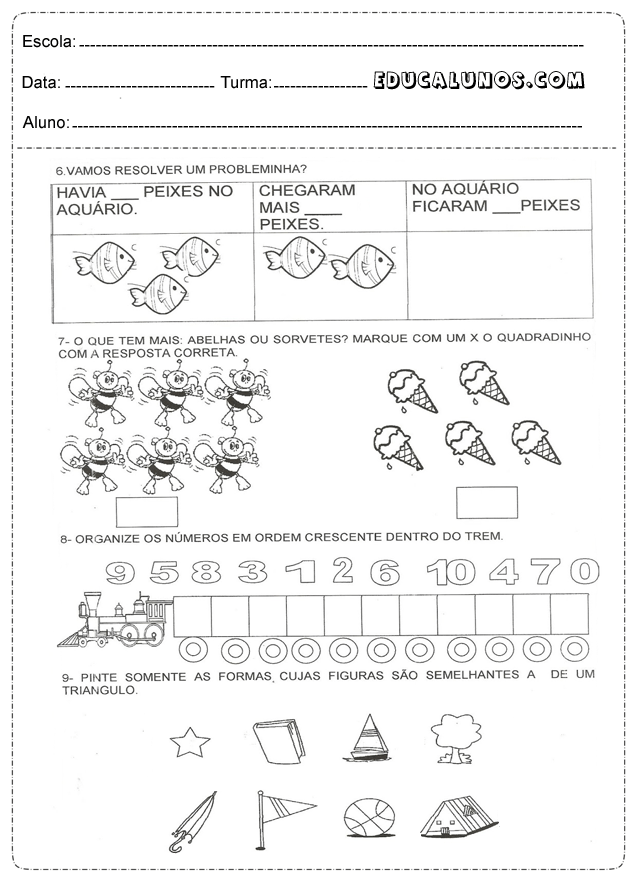 Escola:
Data: Turma: EDUCALUNOS.COM
Aluno:
6.VAMOS RESOLVER UM PROBLEMINHA?
HAVIA ___ PEIXES NO
AQUÁRIO.
CHEGARAM
MAIS ____
PEIXES.
NO AQUÁRIO
FICARAM ___PEIXES
7- O QUE TEM MAIS: ABELHAS OU SORVETES? MARQUE COM UM X O QUADRADINHO
COM A RESPOSTA CORRETA.
8- ORGANIZE OS NÚMEROS EM ORDEM CRESCENTE DENTRO DO TREM.
9 5 8 3 1 2 6 10 4 7 0
9- PINTE SOMENTE AS FORMAS, CUJAS FIGURAS SÃO SEMELHANTES A DE UM
TRIANGULO.